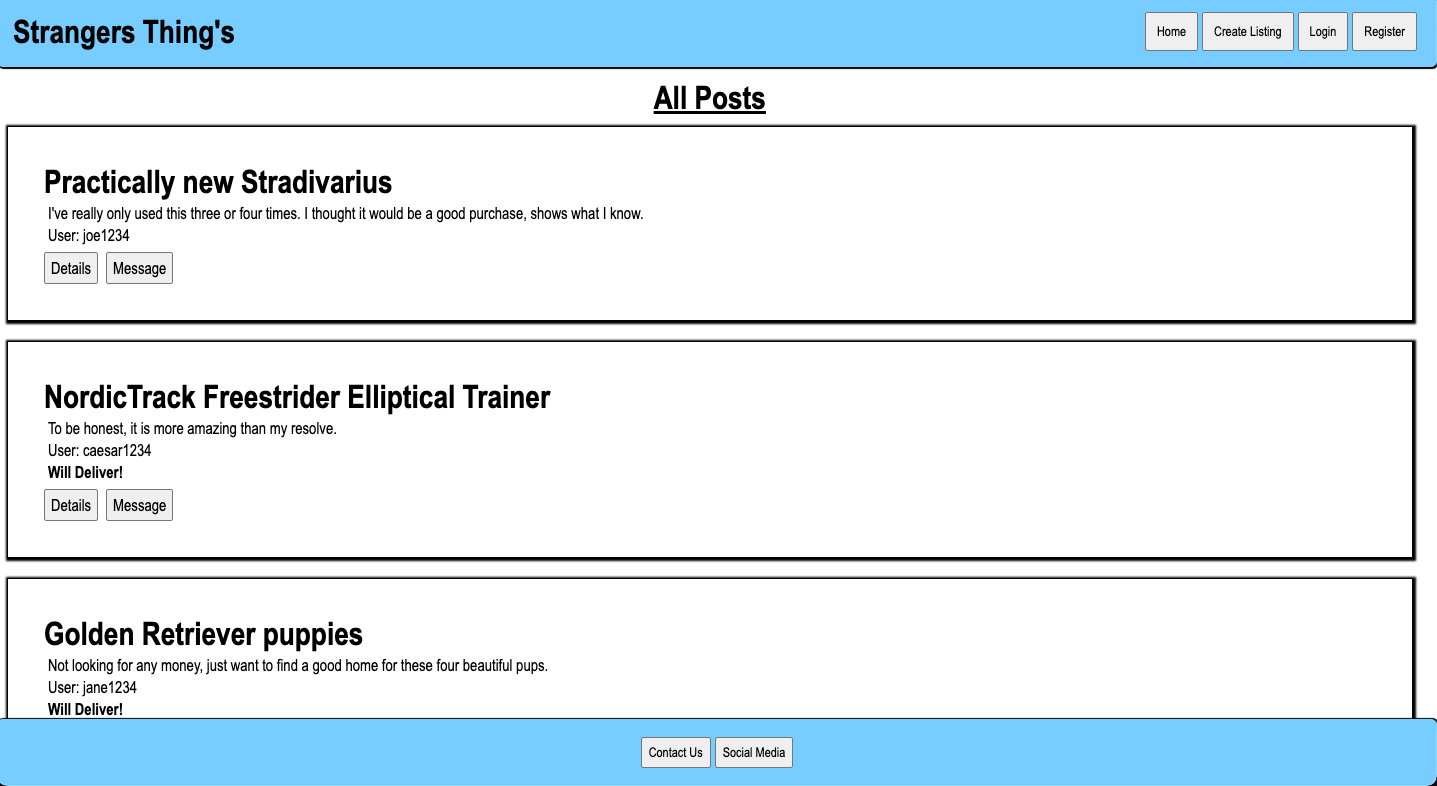 Strangers Thing's
Home Create Listing Login Register
All Posts
Practically new Stradivarius
I've really only used this three or four times. I thought it would be a good purchase, shows what I know.
User: joe1234
Details Message
NordicTrack Freestrider Elliptical Trainer
To be honest, it is more amazing than my resolve.
User: caesar1234
Will Deliver!
Details Message
Golden Retriever puppies
Not looking for any money, just want to find a good home for these four beautiful pups.
User: jane1234
Will Deliver!
Contact Us Social Media